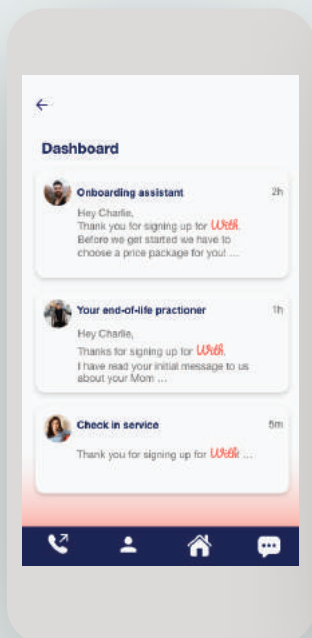 Dashboard
Onboarding assistant 2h
Hey Charlie,
Thank you for signing up for With.
Before we get started we have to
choose a price package for you! ...
Your end-of-life practioner 1h
Hey Charlie,
Thanks for signing up for With.
I have read your initial message to us
about your Mom ...
Check in service 5m
Thank you for signing up for With ...